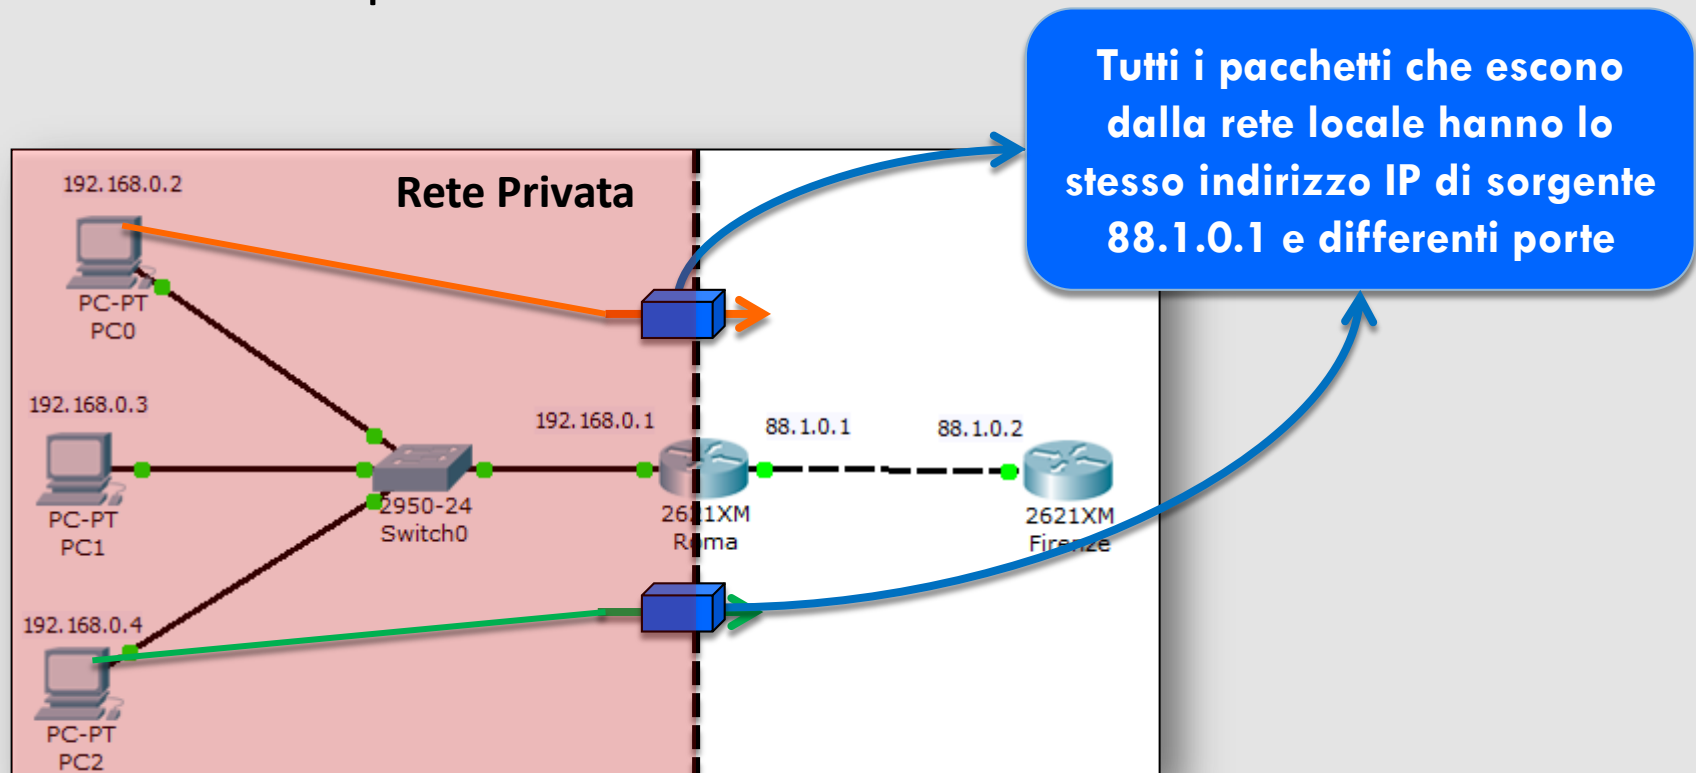 Tutti i pacchetti che escono
dalla rete locale hanno lo
stesso indirizzo IP di sorgente
88.1.0.1 e differenti porte
192.168.0.2
Rete Privata
PC-PT
PC0
192.168.0.3
192.168.0.1
88.1.0.1
88.1.0.2
PC-PT
PC1
2950-24
Switch0
2621XM
Roma
2621XM
Firenze
192.168.0.4
PC-PT
PC2